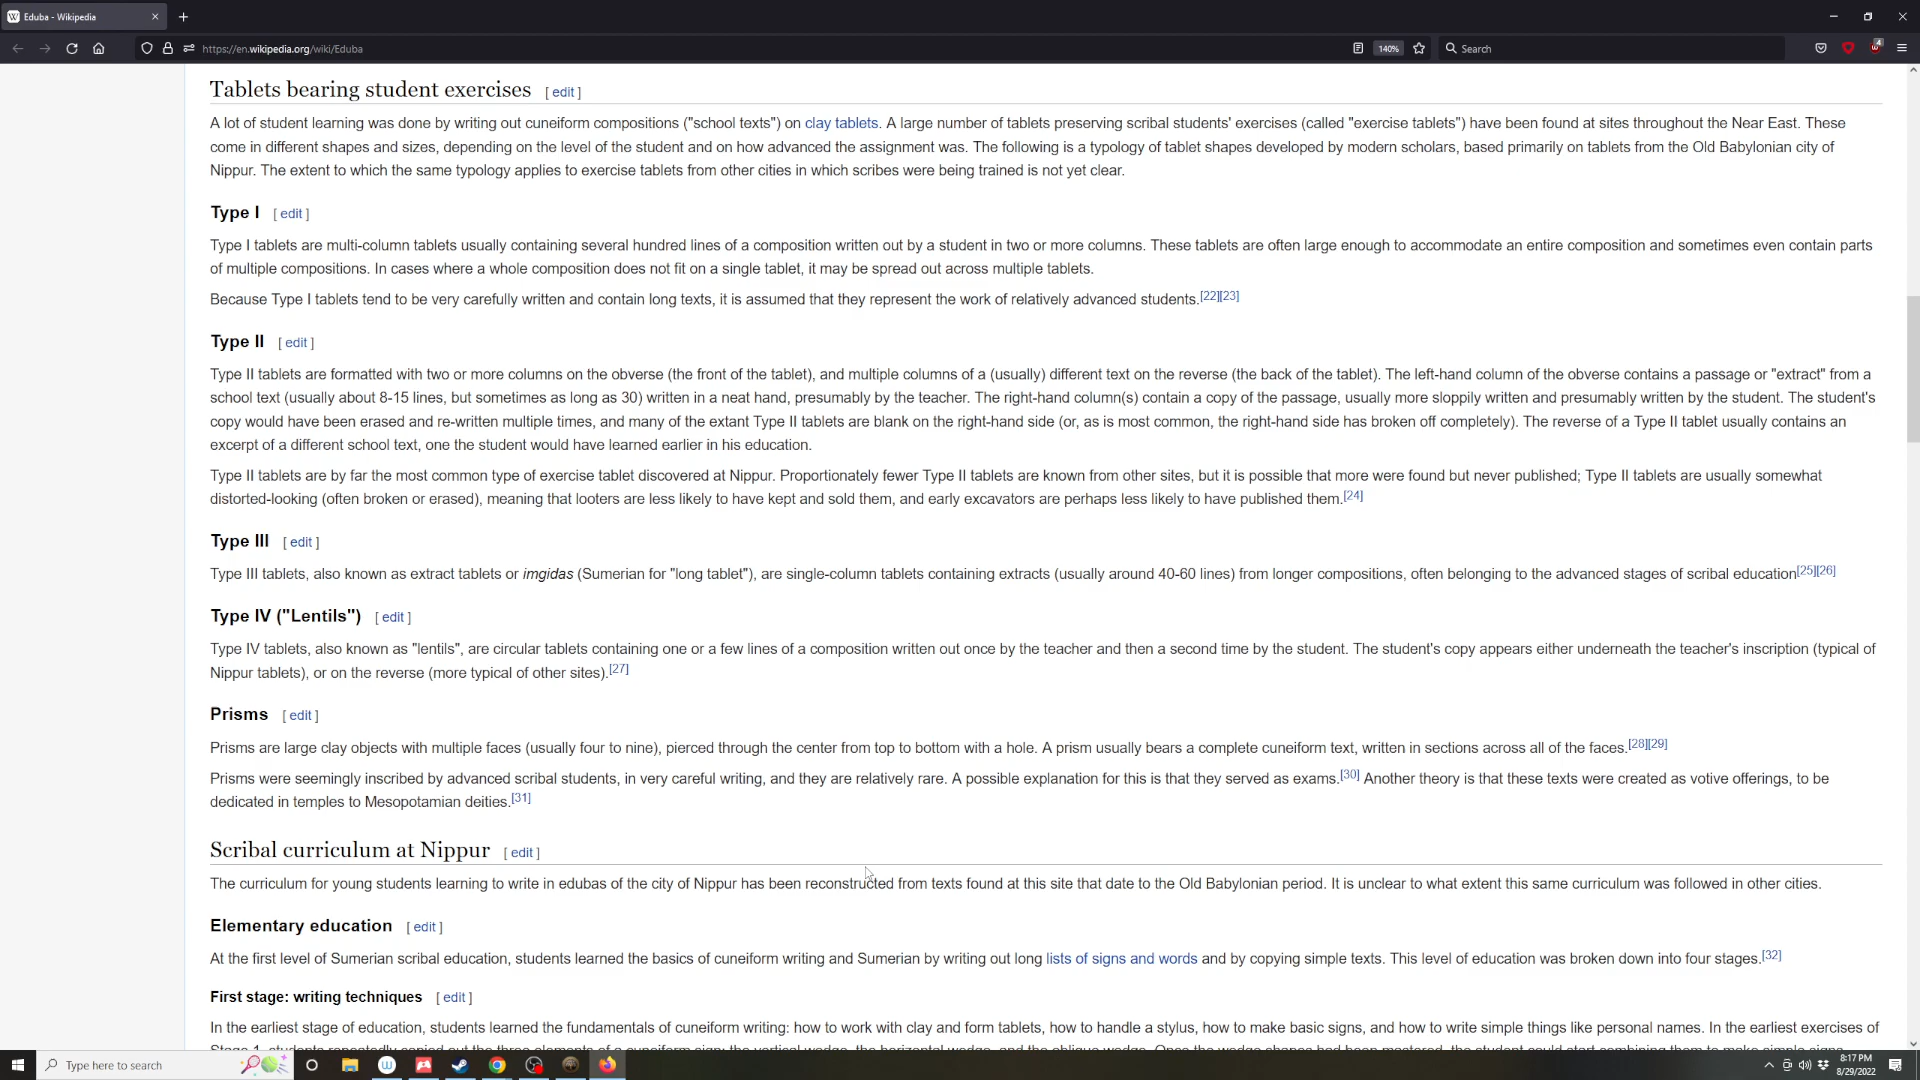 Eduba - Wikipedia
https://en.wikipedia.org/wiki/Eduba
140%
Search
4
Tablets bearing student exercises [ edit ]
A lot of student learning was done by writing out cuneiform compositions ("school texts") on clay tablets. A large number of tablets preserving scribal students' exercises (called "exercise tablets") have been found at sites throughout the Near East. These
come in different shapes and sizes, depending on the level of the student and on how advanced the assignment was. The following is a typology of tablet shapes developed by modern scholars, based primarily on tablets from the Old Babylonian city of
Nippur. The extent to which the same typology applies to exercise tablets from other cities in which scribes were being trained is not yet clear.
Type I [ edit ]
Type I tablets are multi-column tablets usually containing several hundred lines of a composition written out by a student in two or more columns. These tablets are often large enough to accommodate an entire composition and sometimes even contain parts
of multiple compositions. In cases where a whole composition does not fit on a single tablet, it may be spread out across multiple tablets.
Because Type I tablets tend to be very carefully written and contain long texts, it is assumed that they represent the work of relatively advanced students.[22][23]
Type II [ edit ]
Type II tablets are formatted with two or more columns on the obverse (the front of the tablet), and multiple columns of a (usually) different text on the reverse (the back of the tablet). The left-hand column of the obverse contains a passage or "extract" from a
school text (usually about 8-15 lines, but sometimes as long as 30) written in a neat hand, presumably by the teacher. The right-hand column(s) contain a copy of the passage, usually more sloppily written and presumably written by the student. The student's
copy would have been erased and re-written multiple times, and many of the extant Type II tablets are blank on the right-hand side (or, as is most common, the right-hand side has broken off completely). The reverse of a Type II tablet usually contains an
excerpt of a different school text, one the student would have learned earlier in his education.
Type II tablets are by far the most common type of exercise tablet discovered at Nippur. Proportionately fewer Type II tablets are known from other sites, but it is possible that more were found but never published; Type II tablets are usually somewhat
distorted-looking (often broken or erased), meaning that looters are less likely to have kept and sold them, and early excavators are perhaps less likely to have published them.[24]
Type III [ edit ]
Type III tablets, also known as extract tablets or imgidas (Sumerian for "long tablet"), are single-column tablets containing extracts (usually around 40-60 lines) from longer compositions, often belonging to the advanced stages of scribal education[25][26]
Type IV ("Lentils") [ edit ]
Type IV tablets, also known as "lentils", are circular tablets containing one or a few lines of a composition written out once by the teacher and then a second time by the student. The student's copy appears either underneath the teacher's inscription (typical of
Nippur tablets), or on the reverse (more typical of other sites).[27]
Prisms [ edit ]
Prisms are large clay objects with multiple faces (usually four to nine), pierced through the center from top to bottom with a hole. A prism usually bears a complete cuneiform text, written in sections across all of the faces.[28][29]
Prisms were seemingly inscribed by advanced scribal students, in very careful writing, and they are relatively rare. A possible explanation for this is that they served as exams.[30] Another theory is that these texts were created as votive offerings, to be
dedicated in temples to Mesopotamian deities.[31]
Scribal curriculum at Nippur [ edit ]
The curriculum for young students learning to write in edubas of the city of Nippur has been reconstructed from texts found at this site that date to the Old Babylonian period. It is unclear to what extent this same curriculum was followed in other cities.
Elementary education [ edit ]
At the first level of Sumerian scribal education, students learned the basics of cuneiform writing and Sumerian by writing out long lists of signs and words and by copying simple texts. This level of education was broken down into four stages.[32]
First stage: writing techniques [ edit ]
In the earliest stage of education, students learned the fundamentals of cuneiform writing: how to work with clay and form tablets, how to handle a stylus, how to make basic signs, and how to write simple things like personal names. In the earliest exercises of
Stage 1, students repeatedly copied out the three elements of a cuneiform sign: the vertical wedge, the horizontal wedge, and the oblique wedge. Once the wedge shapes had been mastered, the student could start combining them to make simple signs
Type here to search
8:17 PM
8/29/2022